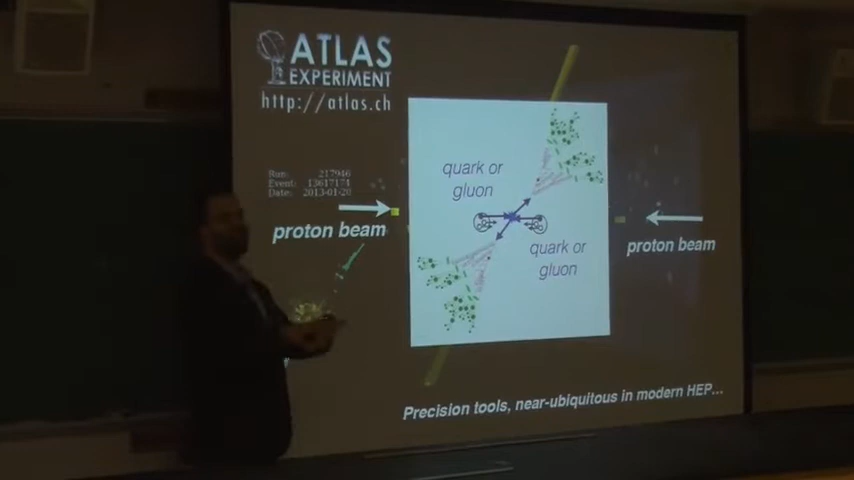 ATLAS
EXPERIMENT
http://atlas.ch
Run: 217946
Event: 13617174
Date: 2013-01-20
proton beam
quark or
gluon
quark or
gluon
proton beam
Precision tools, near-ubiquitous in modern HEP...